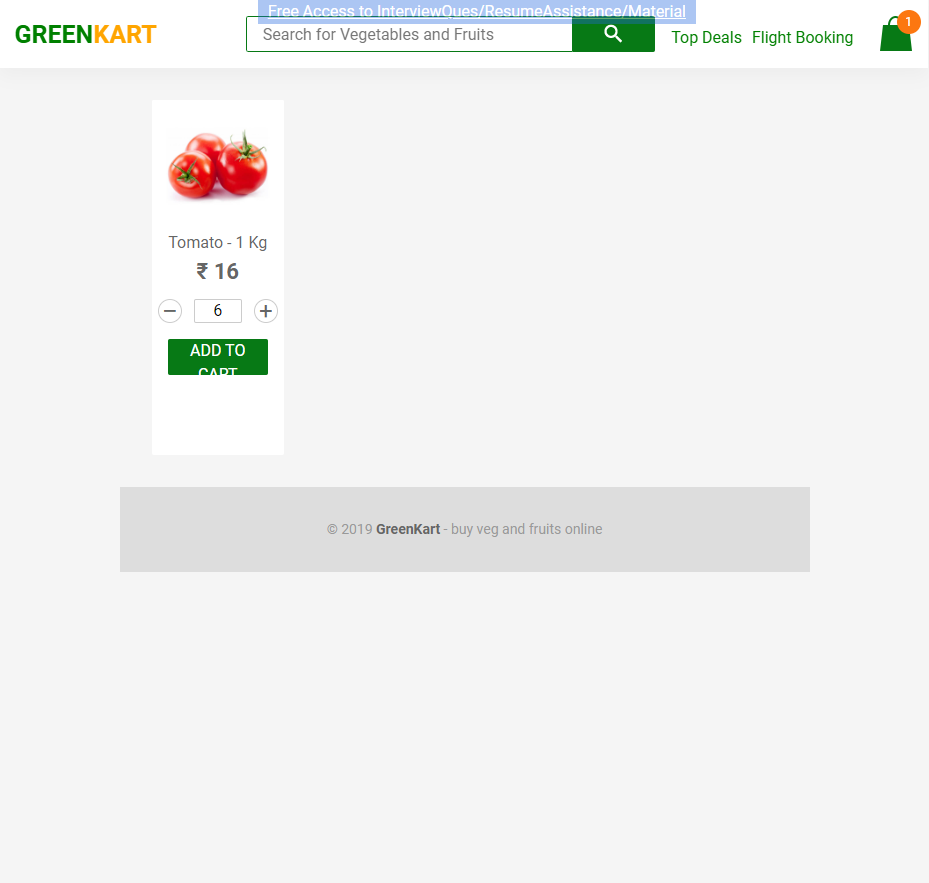 Free Access to InterviewQues/ResumeAssistance/Material
GREENKART
Search for Vegetables and Fruits
Top Deals Flight Booking
1
Tomato - 1 Kg
₹ 16
6
ADD TO
CART
© 2019 GreenKart - buy veg and fruits online